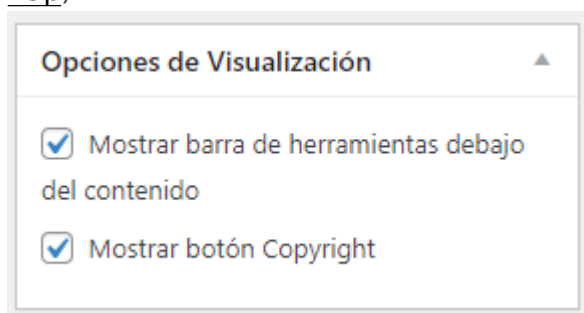 Opciones de Visualización
Mostrar barra de herramientas debajo
del contenido
Mostrar botón Copyright